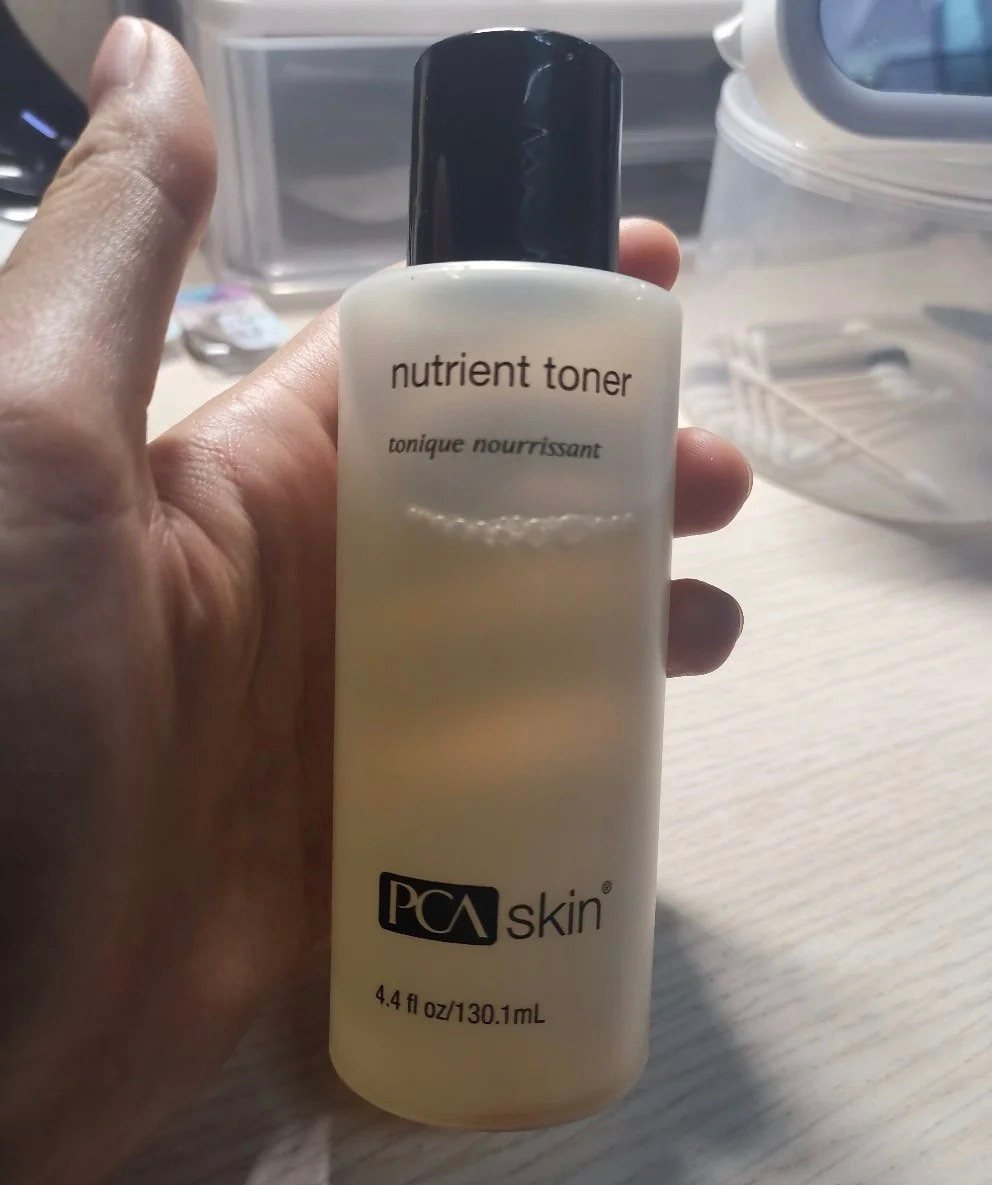 nutrient toner
tonique nourrissant
PCA skin®
4.4 fl oz/130.1mL